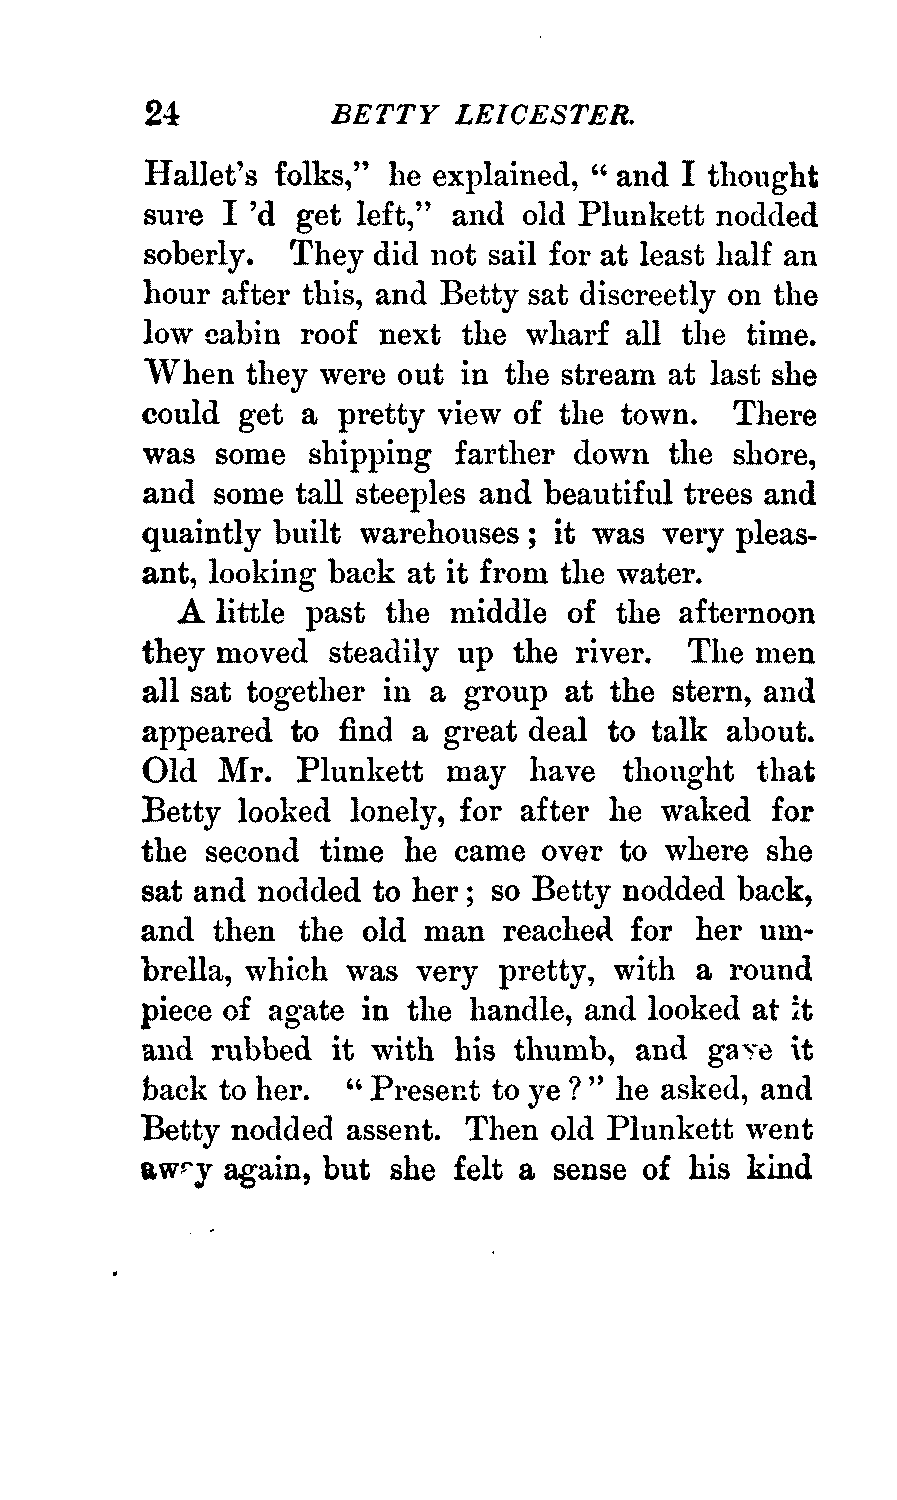 24 BETTY LEICESTER.
Hallet's folks," he explained, "and I thought
sure I 'd get left," and old Plunkett nodded
soberly. They did not sail for at least half an
hour after this, and Betty sat discreetly on the
low cabin roof next the wharf all the time.
When they were out in the stream at last she
could get a pretty view of the town. There
was some shipping farther down the shore,
and some tall steeples and beautiful trees and
quaintly built warehouses; it was very pleas-
ant, looking back at it from the water.
A little past the middle of the afternoon
they moved steadily up the river. The men
all sat together in a group at the stern, and
appeared to find a great deal to talk about.
Old Mr. Plunkett may have thought that
Betty looked lonely, for after he waked for
the second time he came over to where she
sat and nodded to her; so Betty nodded back,
and then the old man reached for her um-
brella, which was very pretty, with a round
piece of agate in the handle, and looked at it
and rubbed it with his thumb, and gave it
back to her. "Present to ye?" he asked, and
Betty nodded assent. Then old Plunkett went
away again, but she felt a sense of his kind